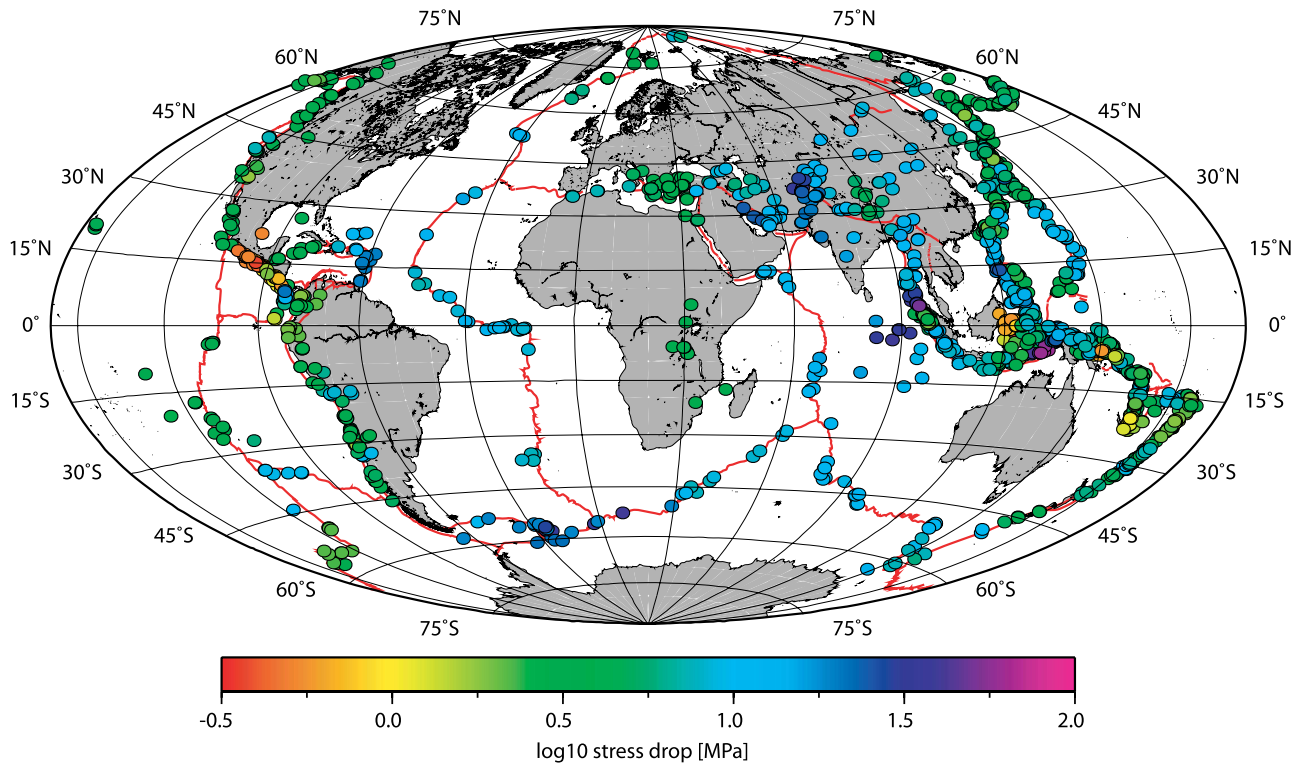 75°N 75°N
60°N 60°N
45°N 45°N
30°N 30°N
15°N 15°N
0° 0°
15°S 15°S
30°S 30°S
45°S 45°S
60°S 60°S
75°S 75°S
-0.5 0.0 0.5 1.0 1.5 2.0
log10 stress drop [MPa]